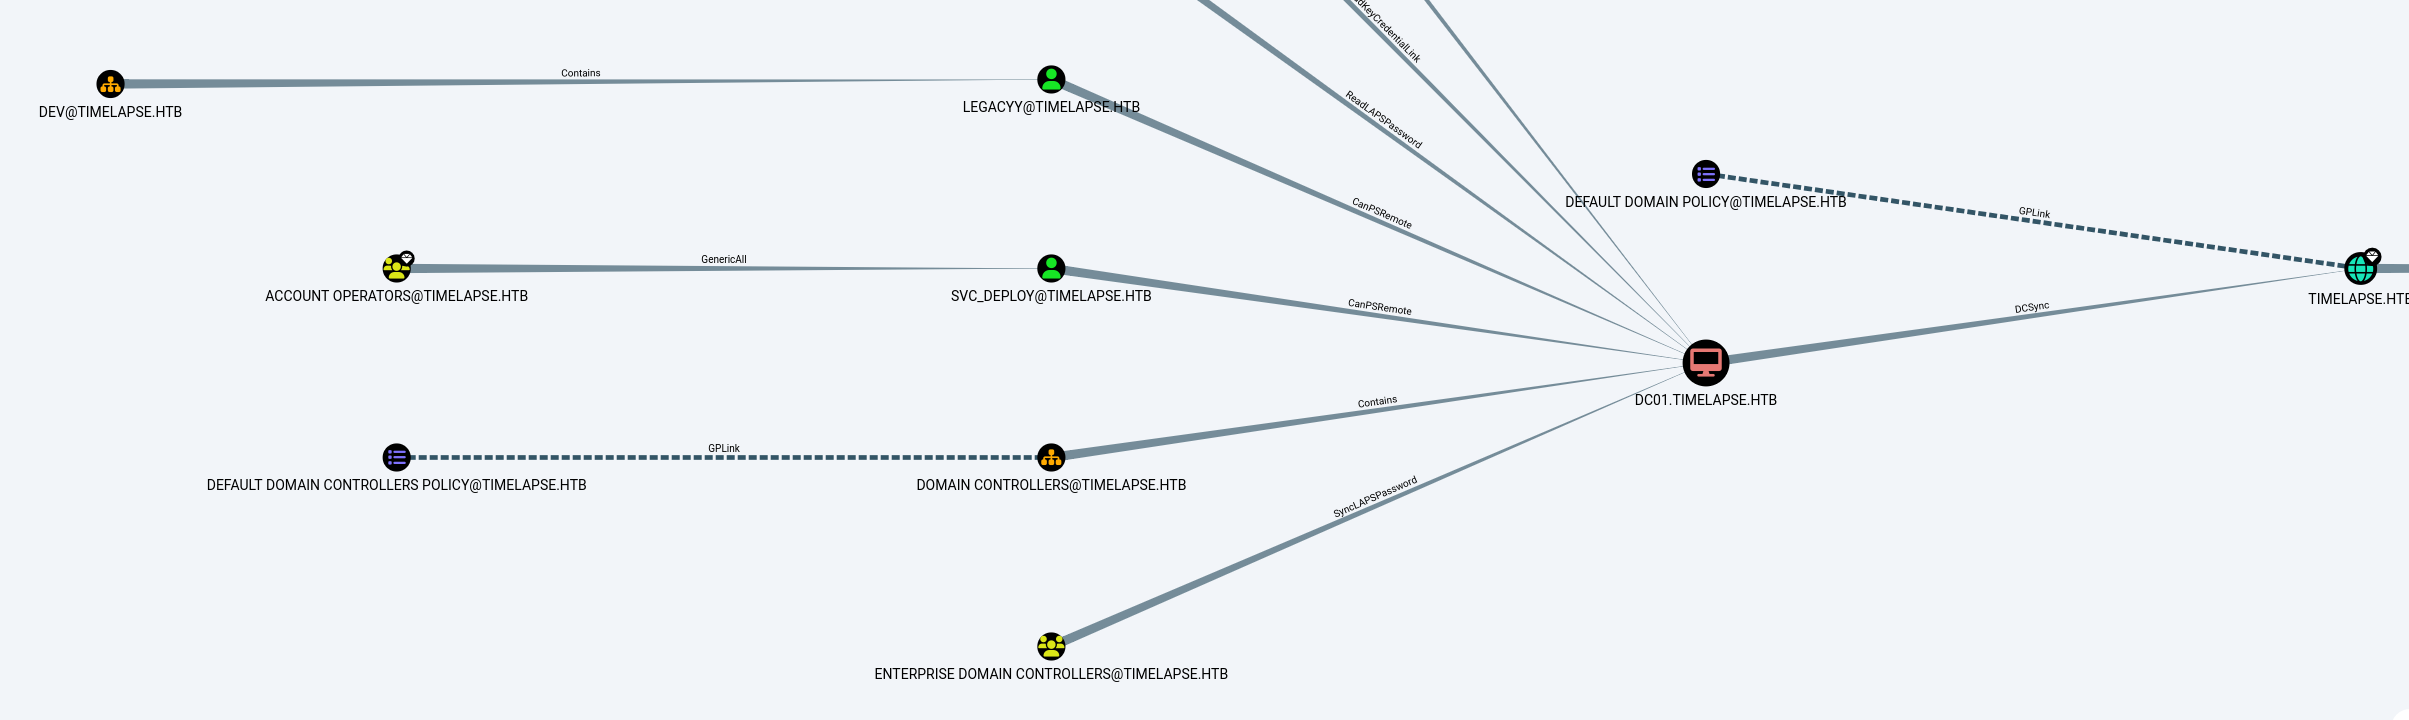 dKeyCredentialLink
Contains
DEV@TIMELAPSE.HTB
LEGACYY@TIMELAPSE.HTB
ReadLAPSPassword
CanPSRemote
DEFAULT DOMAIN POLICY@TIMELAPSE.HTB
GPLink
GenericAll
ACCOUNT OPERATORS@TIMELAPSE.HTB
SVC_DEPLOY@TIMELAPSE.HTB
CanPSRemote
DCSync
TIMELAPSE.HTB
DC01.TIMELAPSE.HTB
Contains
GPLink
DEFAULT DOMAIN CONTROLLERS POLICY@TIMELAPSE.HTB
DOMAIN CONTROLLERS@TIMELAPSE.HTB
SyncLAPSPassword
ENTERPRISE DOMAIN CONTROLLERS@TIMELAPSE.HTB